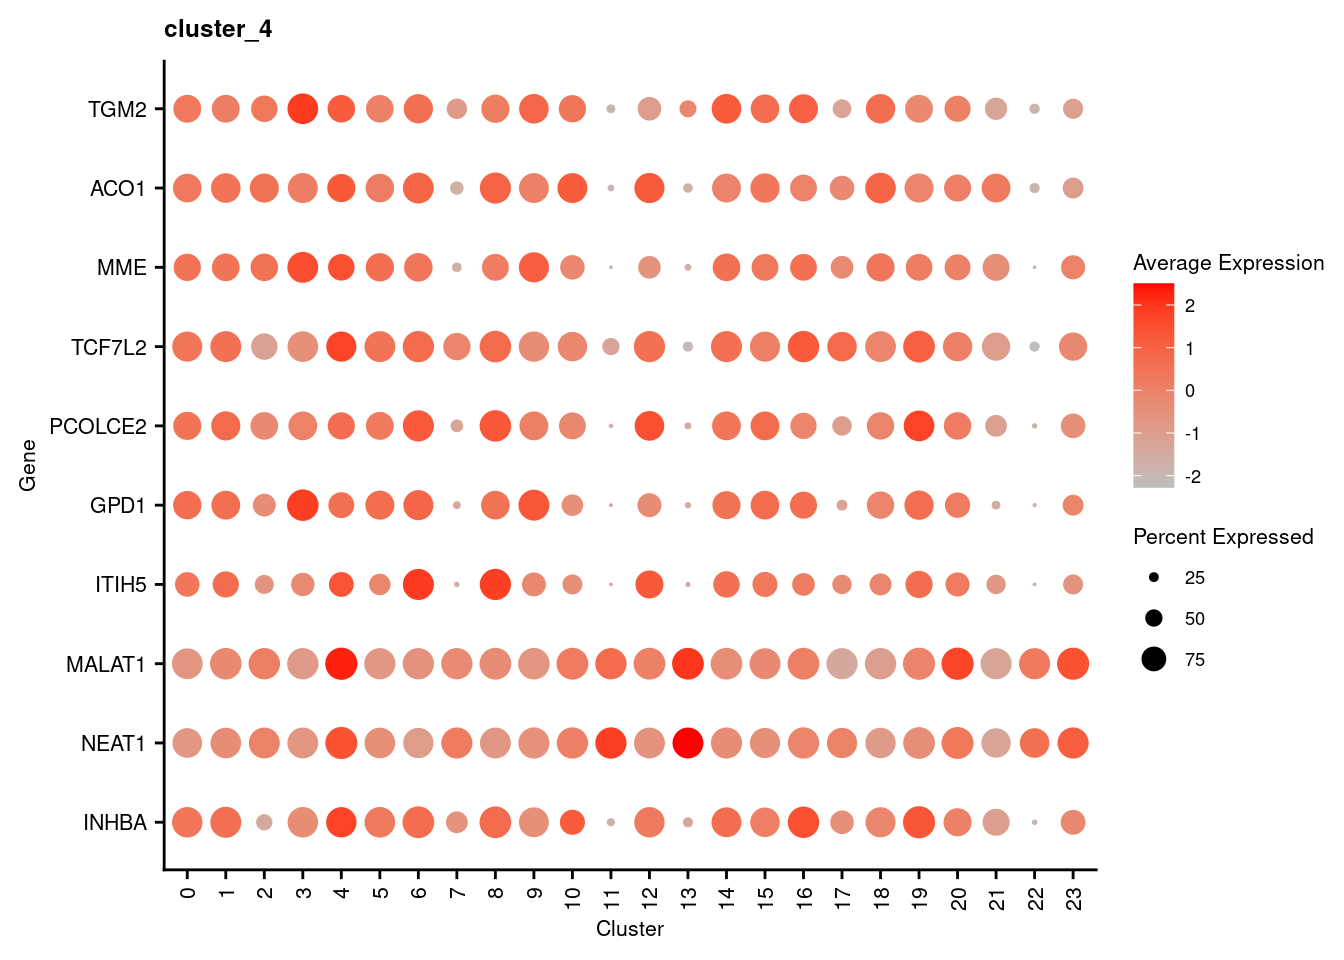 cluster_4
TGM2
ACO1
MME
TCF7L2
PCOLCE2
GPD1
ITIH5
MALAT1
NEAT1
INHBA
Gene
0 1 2 3 4 5 6 7 8 9 10 11 12 13 14 15 16 17 18 19 20 21 22 23
Cluster
Average Expression
2
1
0
-1
-2
Percent Expressed
25
50
75